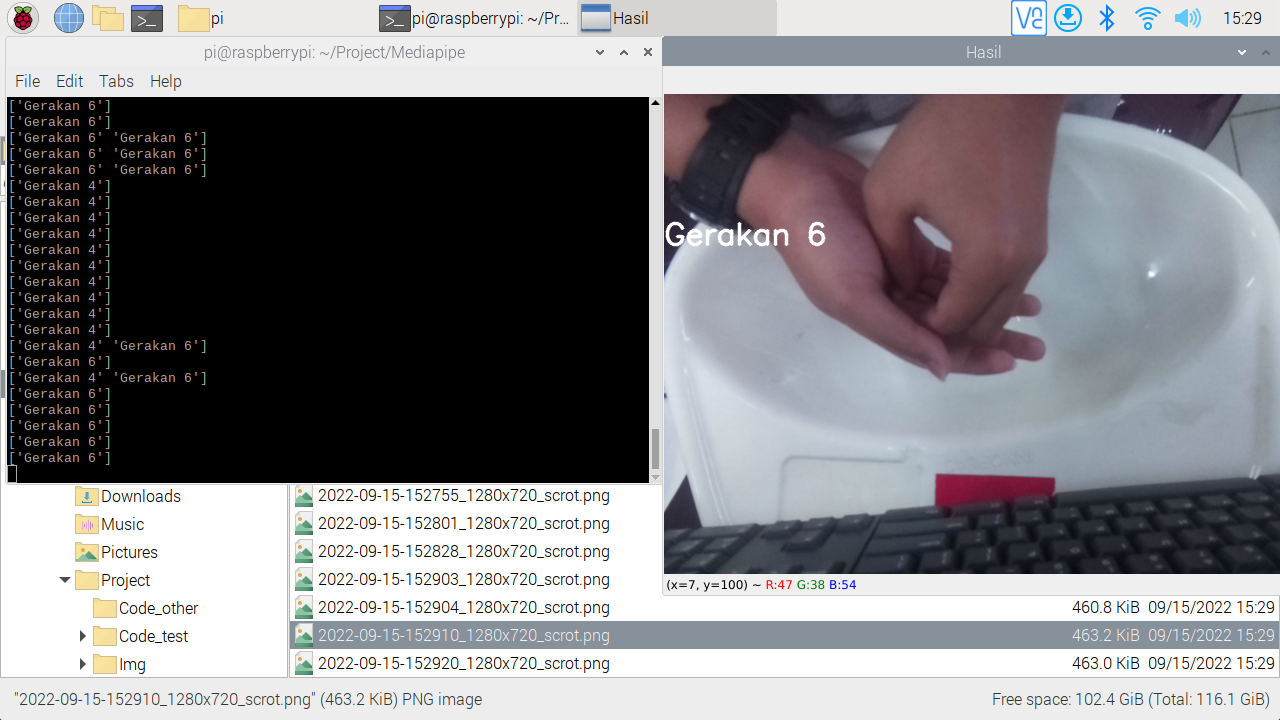 pi
pi@raspberrypi: ~/Pr...
Hasil
15:29
pi@raspberrypi: ~/Project/Mediapipe
File Edit Tabs Help
['Gerakan 6']
['Gerakan 6']
['Gerakan 6' 'Gerakan 6']
['Gerakan 6' 'Gerakan 6']
['Gerakan 6' 'Gerakan 6']
['Gerakan 4']
['Gerakan 4']
['Gerakan 4']
['Gerakan 4']
['Gerakan 4']
['Gerakan 4']
['Gerakan 4']
['Gerakan 4']
['Gerakan 4']
['Gerakan 4']
['Gerakan 4' 'Gerakan 6']
['Gerakan 6']
['Gerakan 4' 'Gerakan 6']
['Gerakan 6']
['Gerakan 6']
['Gerakan 6']
['Gerakan 6']
['Gerakan 6']
Hasil
Gerakan 6
(x=7, y=100) ~ R:47 G:38 B:54
Downloads
Music
Pictures
Project
Code_other
Code_test
Img
2022-09-15-152755_1280x720_scrot.png
2022-09-15-152801_1280x720_scrot.png
2022-09-15-152828_1280x720_scrot.png
2022-09-15-152903_1280x720_scrot.png
2022-09-15-152904_1280x720_scrot.png 460.8 KiB 09/15/2022 15:29
2022-09-15-152910_1280x720_scrot.png 463.2 KiB 09/15/2022 15:29
2022-09-15-152920_1280x720_scrot.png 463.0 KiB 09/15/2022 15:29
"2022-09-15-152910_1280x720_scrot.png" (463.2 KiB) PNG image
Free space: 102.4 GiB (Total: 116.1 GiB)